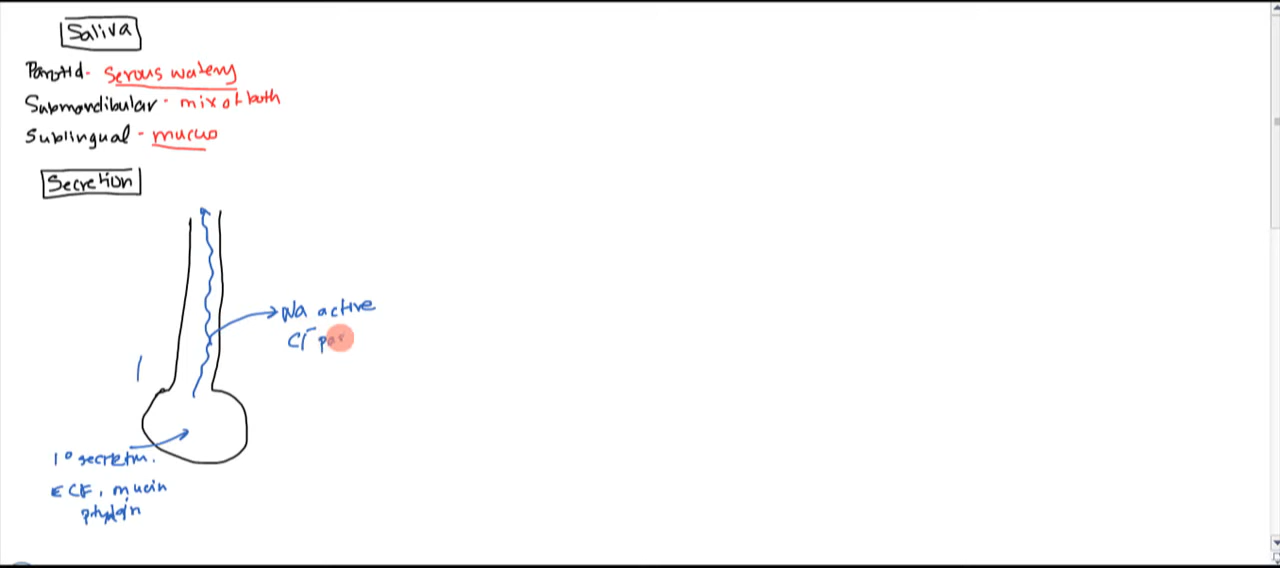 Saliva
Parotid - Serous watery
Submandibular - mix of both
Sublingual - mucus
Secretion
Na active
Cl⁻
1° secretn.
ECF, mucin
ptyalin